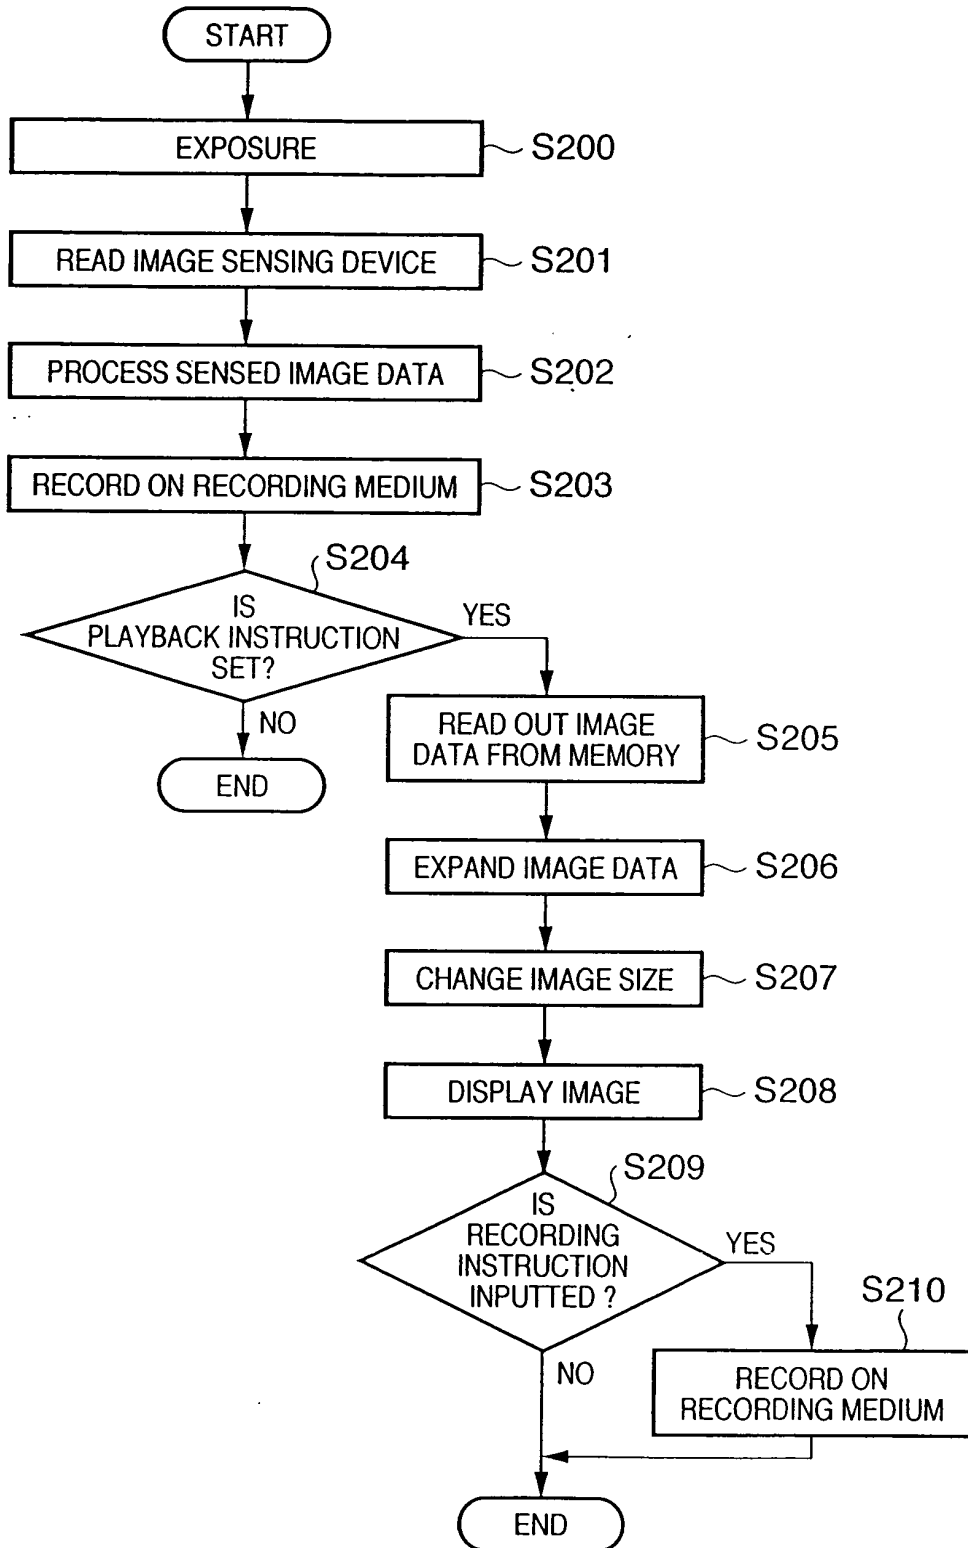 START
EXPOSURE
S200
READ IMAGE SENSING DEVICE
S201
PROCESS SENSED IMAGE DATA
S202
RECORD ON RECORDING MEDIUM
S203
S204
IS
PLAYBACK INSTRUCTION
SET?
YES
NO
END
READ OUT IMAGE
DATA FROM MEMORY
S205
EXPAND IMAGE DATA
S206
CHANGE IMAGE SIZE
S207
DISPLAY IMAGE
S208
S209
IS
RECORDING
INSTRUCTION
INPUTTED ?
YES
NO
S210
RECORD ON
RECORDING MEDIUM
END